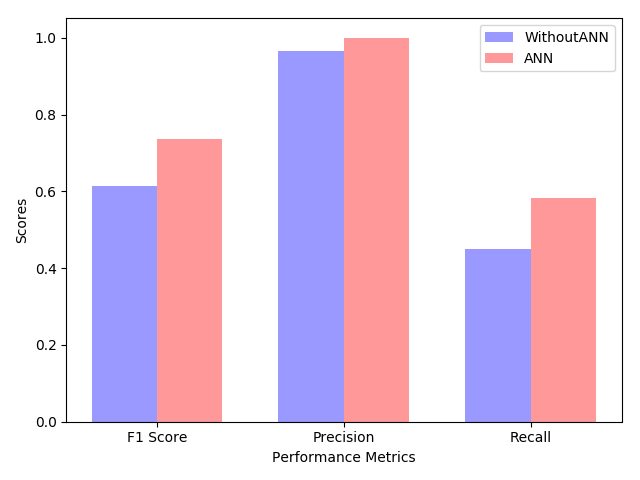 WithoutANN
ANN
1.0
0.8
0.6
0.4
0.2
0.0
Scores
F1 Score
Precision
Recall
Performance Metrics